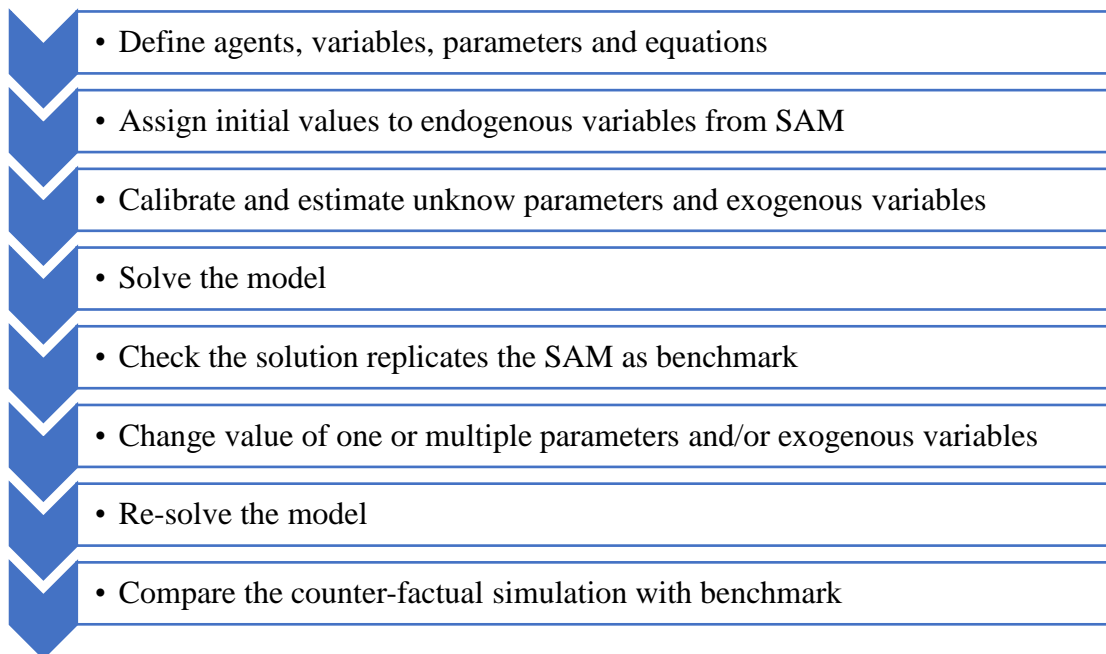 • Define agents, variables, parameters and equations
• Assign initial values to endogenous variables from SAM
• Calibrate and estimate unknow parameters and exogenous variables
• Solve the model
• Check the solution replicates the SAM as benchmark
• Change value of one or multiple parameters and/or exogenous variables
• Re-solve the model
• Compare the counter-factual simulation with benchmark